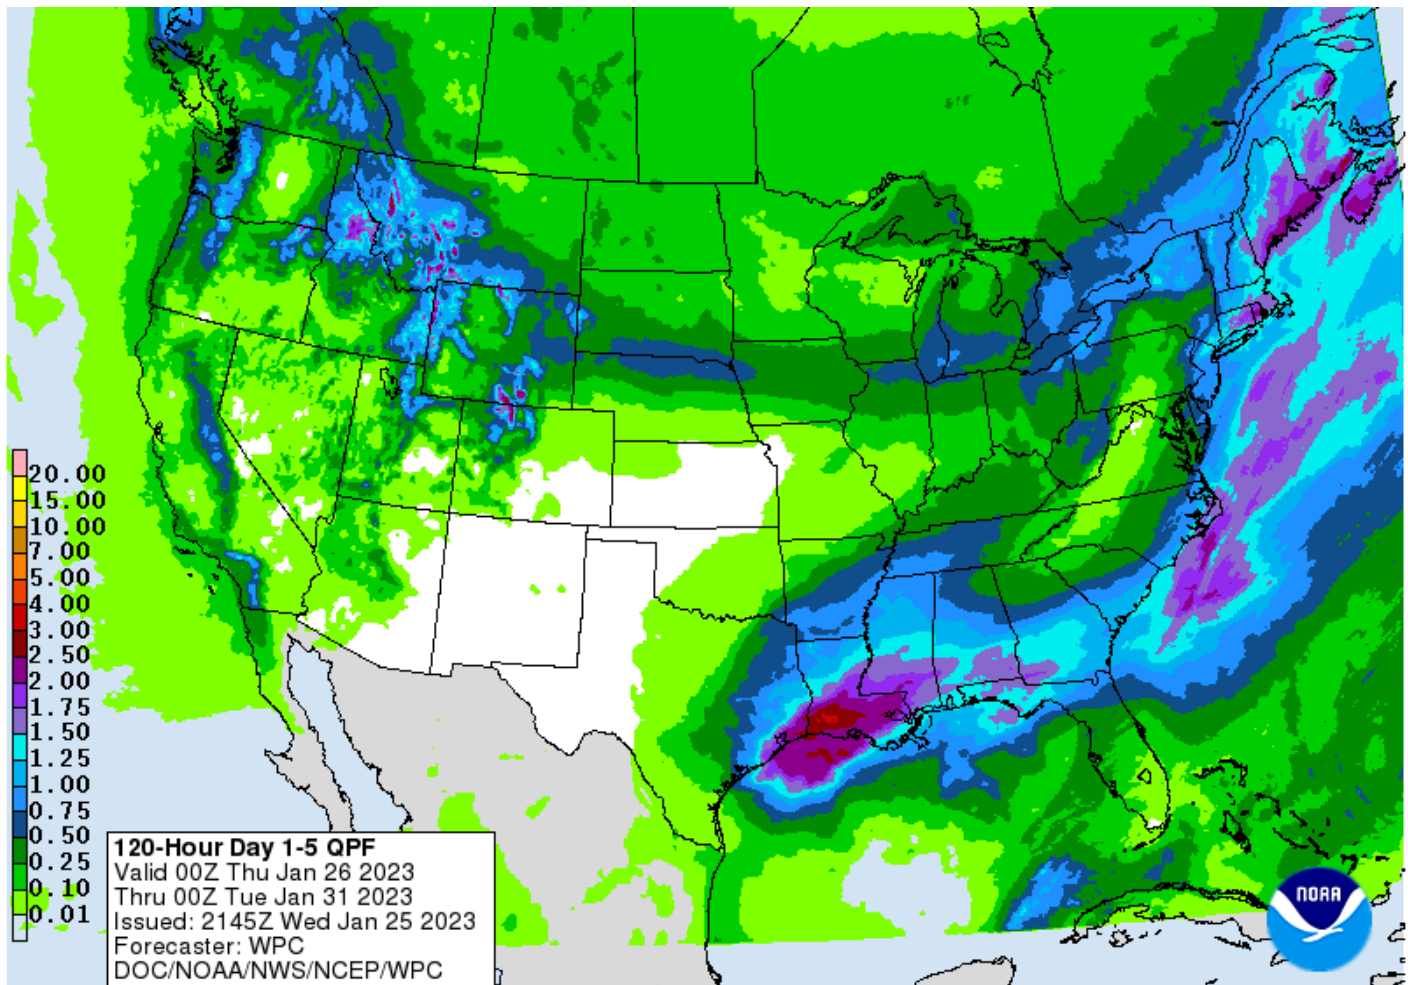 20.00
15.00
10.00
7.00
5.00
4.00
3.00
2.50
2.00
1.75
1.50
1.25
1.00
0.75
0.50
0.25
0.10
0.01
120-Hour Day 1-5 QPF
Valid 00Z Thu Jan 26 2023
Thru 00Z Tue Jan 31 2023
Issued: 2145Z Wed Jan 25 2023
Forecaster: WPC
DOC/NOAA/NWS/NCEP/WPC
NOAA